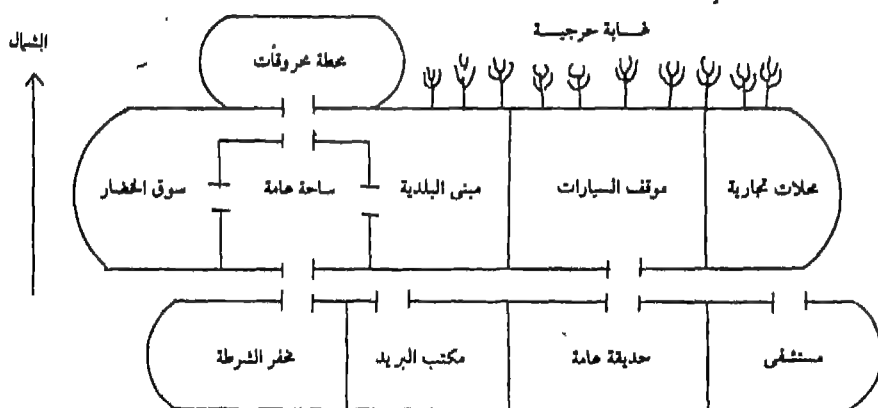 غابة حرجية
الشمال
محطة محروقات
محلات تجارية
موقف السيارات
مبنى البلدية
ساحة عامة
سوق الخضار
مستشفى
حديقة عامة
مكتب البريد
مخفر الشرطة